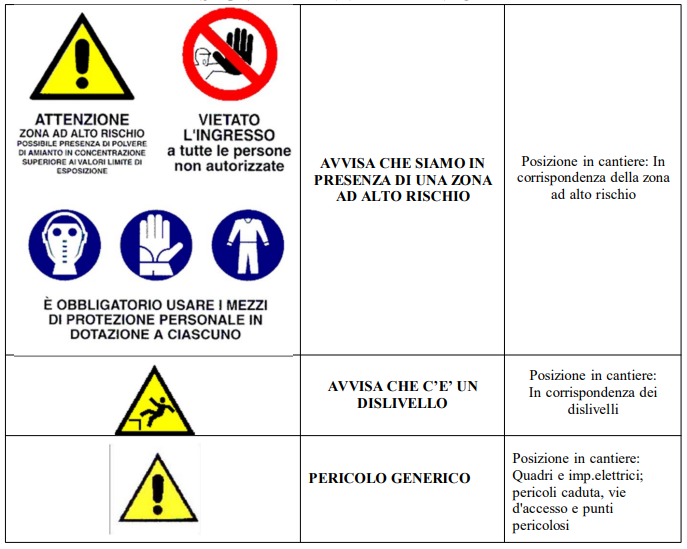 ATTENZIONE
ZONA AD ALTO RISCHIO
POSSIBILE PRESENZA DI POLVERE
DI AMIANTO IN CONCENTRAZIONE
SUPERIORE AI VALORI LIMITE DI
ESPOSIZIONE
VIETATO
L'INGRESSO
a tutte le persone
non autorizzate
È OBBLIGATORIO USARE I MEZZI
DI PROTEZIONE PERSONALE IN
DOTAZIONE A CIASCUNO
AVVISA CHE SIAMO IN
PRESENZA DI UNA ZONA
AD ALTO RISCHIO
Posizione in cantiere: In
corrispondenza della zona
ad alto rischio
AVVISA CHE C'E' UN
DISLIVELLO
Posizione in cantiere:
In corrispondenza dei
dislivelli
PERICOLO GENERICO
Posizione in cantiere:
Quadri e imp.elettrici;
pericoli caduta, vie
d'accesso e punti
pericolosi